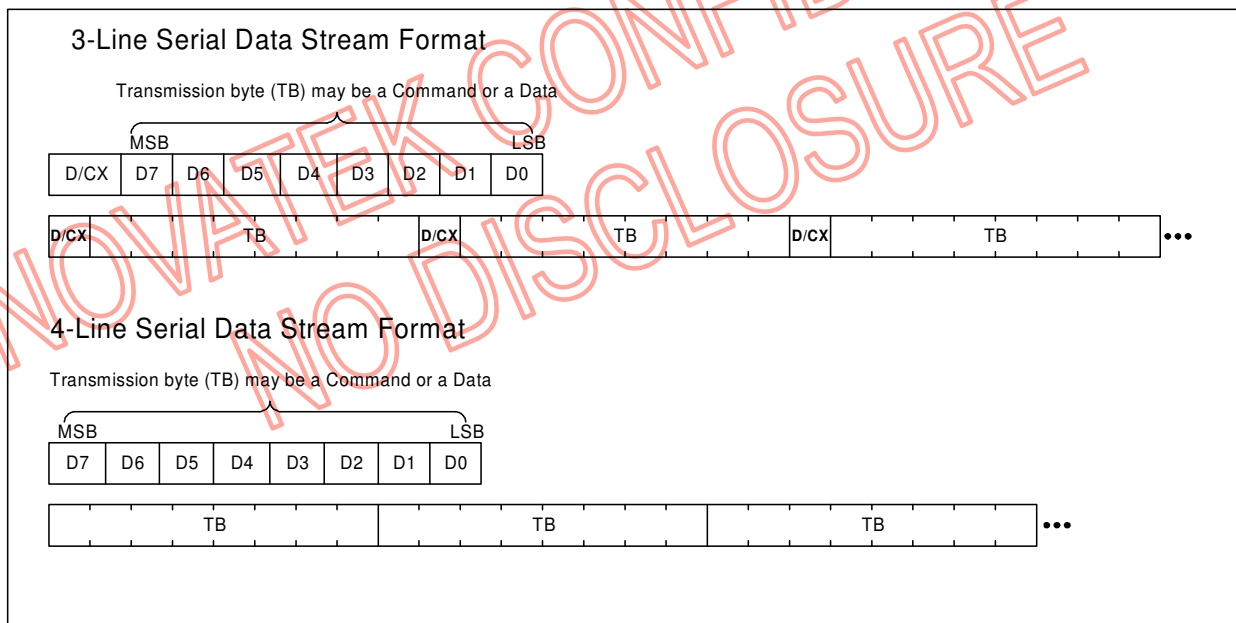 3-Line Serial Data Stream Format
Transmission byte (TB) may be a Command or a Data
MSB LSB
D/CX D7 D6 D5 D4 D3 D2 D1 D0
D/CX TB D/CX TB D/CX TB
4-Line Serial Data Stream Format
Transmission byte (TB) may be a Command or a Data
MSB LSB
D7 D6 D5 D4 D3 D2 D1 D0
TB TB TB
NOVATEK CONFID
NO DISCLOSURE